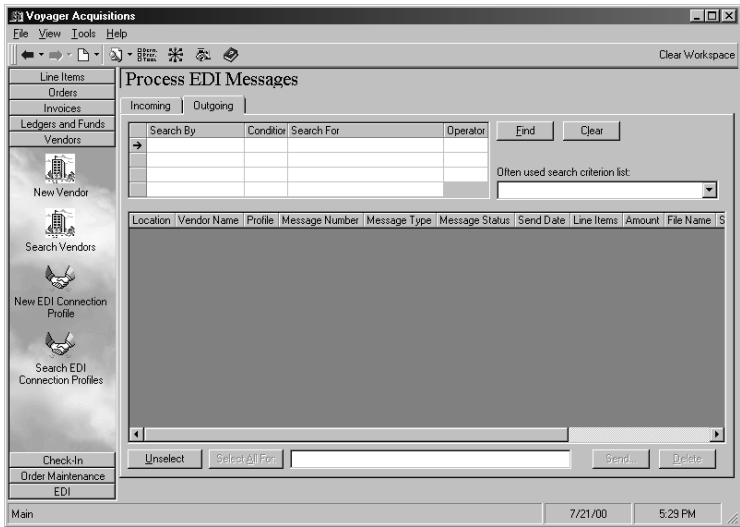 Voyager Acquisitions
File View Tools Help
Clear Workspace
Line Items
Orders
Invoices
Ledgers and Funds
Vendors
New Vendor
Search Vendors
New EDI Connection
Profile
Search EDI
Connection Profiles
Check-In
Order Maintenance
EDI
Process EDI Messages
Incoming Outgoing
Search By Condition Search For Operator
Find Clear
Often used search criterion list:
Location Vendor Name Profile Message Number Message Type Message Status Send Date Line Items Amount File Name S
Unselect Select All For: Send... Delete
Main 7/21/00 5:29 PM